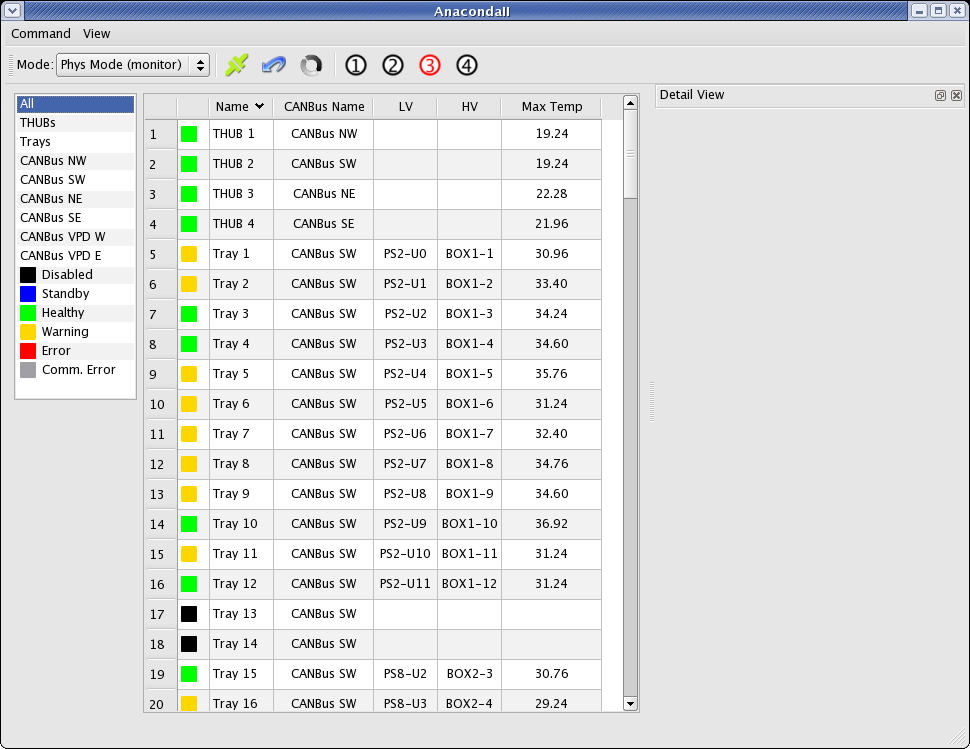 AnacondaII
Command View
Mode: Phys Mode (monitor) 1 2 3 4
All
THUBs
Trays
CANBus NW
CANBus SW
CANBus NE
CANBus SE
CANBus VPD W
CANBus VPD E
Disabled
Standby
Healthy
Warning
Error
Comm. Error
Name CANBus Name LV HV Max Temp
1 THUB 1 CANBus NW 19.24
2 THUB 2 CANBus SW 19.24
3 THUB 3 CANBus NE 22.28
4 THUB 4 CANBus SE 21.96
5 Tray 1 CANBus SW PS2-U0 BOX1-1 30.96
6 Tray 2 CANBus SW PS2-U1 BOX1-2 33.40
7 Tray 3 CANBus SW PS2-U2 BOX1-3 34.24
8 Tray 4 CANBus SW PS2-U3 BOX1-4 34.60
9 Tray 5 CANBus SW PS2-U4 BOX1-5 35.76
10 Tray 6 CANBus SW PS2-U5 BOX1-6 31.24
11 Tray 7 CANBus SW PS2-U6 BOX1-7 32.40
12 Tray 8 CANBus SW PS2-U7 BOX1-8 34.76
13 Tray 9 CANBus SW PS2-U8 BOX1-9 34.60
14 Tray 10 CANBus SW PS2-U9 BOX1-10 36.92
15 Tray 11 CANBus SW PS2-U10 BOX1-11 31.24
16 Tray 12 CANBus SW PS2-U11 BOX1-12 31.24
17 Tray 13 CANBus SW
18 Tray 14 CANBus SW
19 Tray 15 CANBus SW PS8-U2 BOX2-3 30.76
20 Tray 16 CANBus SW PS8-U3 BOX2-4 29.24
Detail View